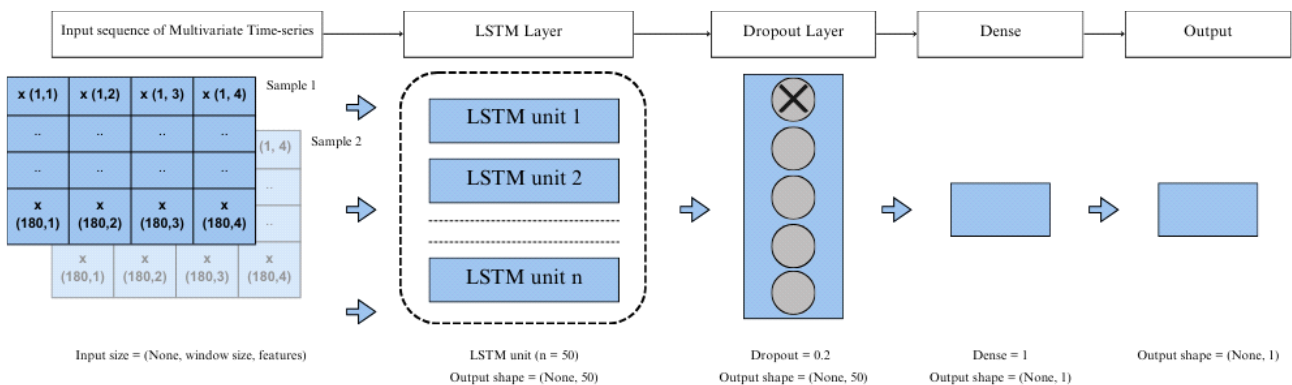 Input sequence of Multivariate Time-series
LSTM Layer
Dropout Layer
Dense
Output
x (1,1) x (1,2) x (1, 3) x (1, 4)
.. .. .. ..
.. .. .. ..
x x x x
(180,1) (180,2) (180,3) (180,4)
Sample 1
(1, 4)
..
..
x x x x
(180,1) (180,2) (180,3) (180,4)
Sample 2
LSTM unit 1
LSTM unit 2
LSTM unit n
Input size = (None, window size, features)
LSTM unit (n = 50)
Output shape = (None, 50)
Dropout = 0.2
Output shape = (None, 50)
Dense = 1
Output shape = (None, 1)
Output shape = (None, 1)